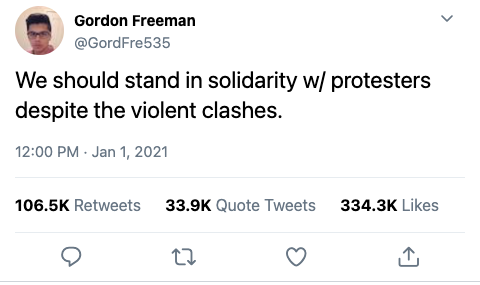 Gordon Freeman
@GordFre535
We should stand in solidarity w/ protesters
despite the violent clashes.
12:00 PM · Jan 1, 2021
106.5K Retweets 33.9K Quote Tweets 334.3K Likes